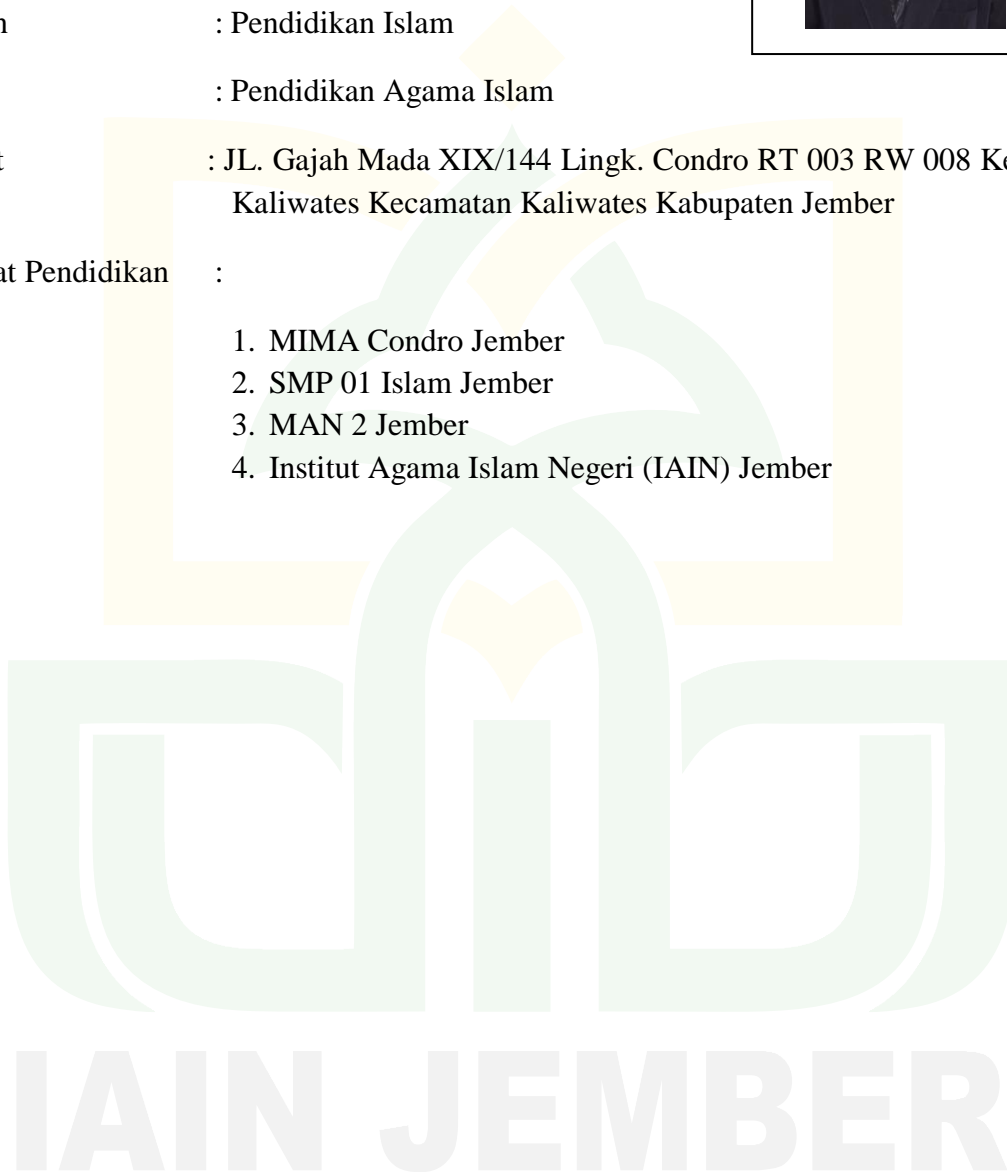 : Pendidikan Islam
: Pendidikan Agama Islam
: JL. Gajah Mada XIX/144 Lingk. Condro RT 003 RW 008
Kaliwates Kecamatan Kaliwates Kabupaten Jember
Pendidikan :
1. MIMA Condro Jember
2. SMP 01 Islam Jember
3. MAN 2 Jember
4. Institut Agama Islam Negeri (IAIN) Jember
IAIN JEMBER